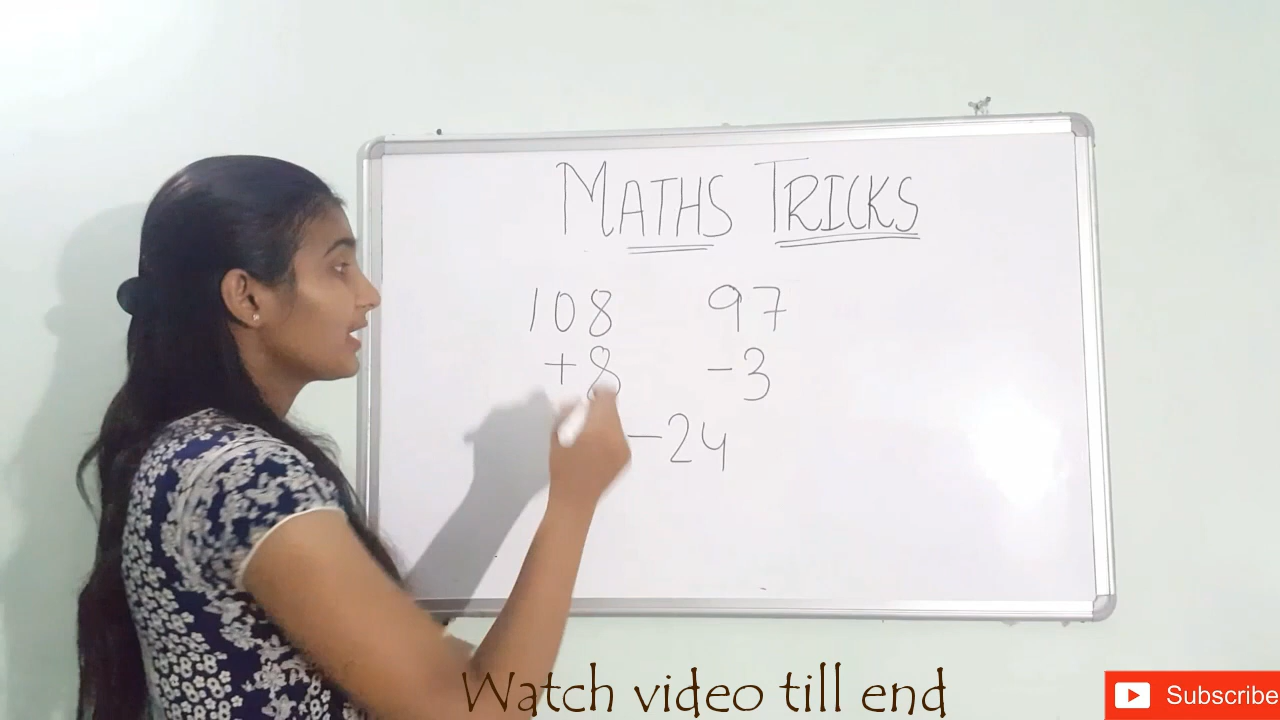 MATHS TRICKS
108 97
+8 -3
-24
Watch video till end
Subscribe